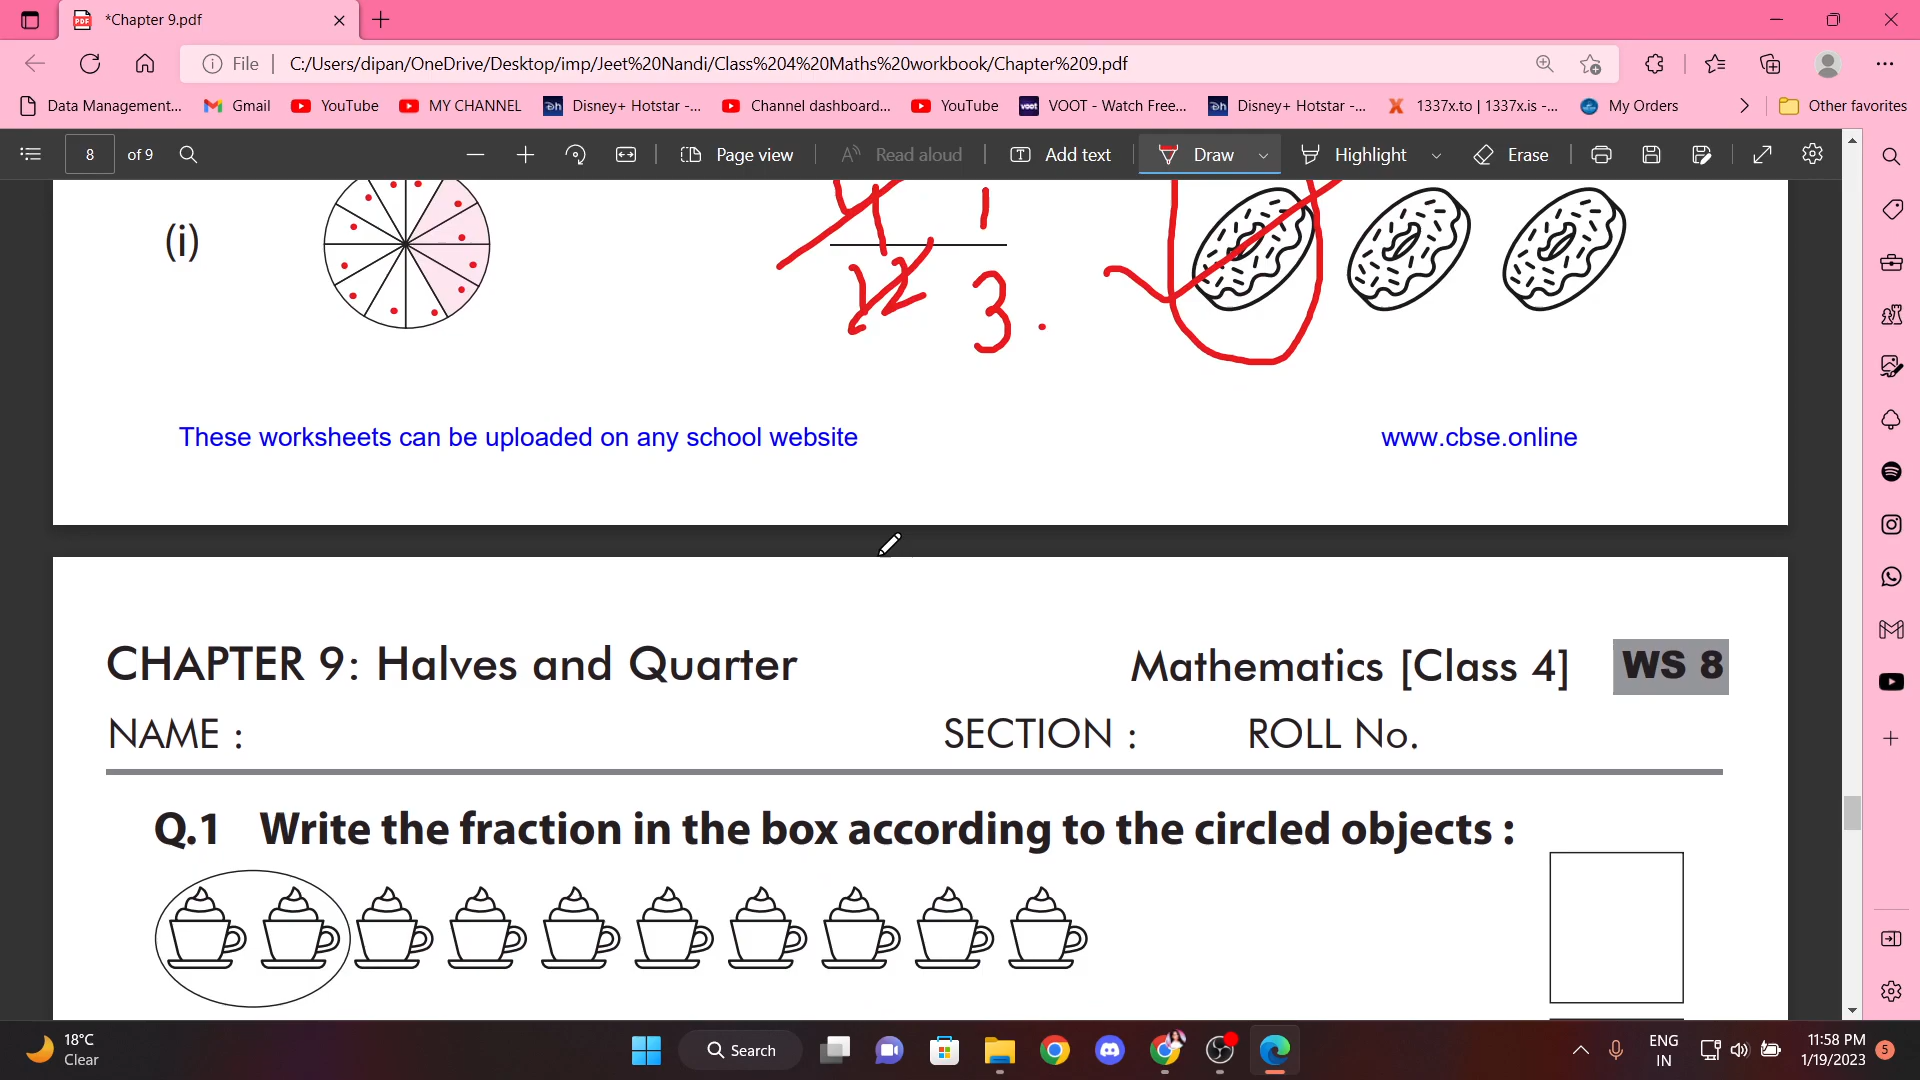 *Chapter 9.pdf
File C:/Users/dipan/OneDrive/Desktop/imp/Jeet%20Nandi/Class%204%20Maths%20workbook/Chapter%209.pdf
Data Management... Gmail YouTube MY CHANNEL Disney+ Hotstar -... Channel dashboard... YouTube VOOT - Watch Free... Disney+ Hotstar -... 1337x.to | 1337x.is -... My Orders Other favorites
8 of 9 Page view Read aloud Add text Draw Highlight Erase
(i) 4 1
12 3 .
These worksheets can be uploaded on any school website www.cbse.online
CHAPTER 9: Halves and Quarter Mathematics [Class 4] WS 8
NAME : SECTION : ROLL No.
Q.1 Write the fraction in the box according to the circled objects :
18°C
Clear
Search
ENG
IN
11:58 PM
1/19/2023
5